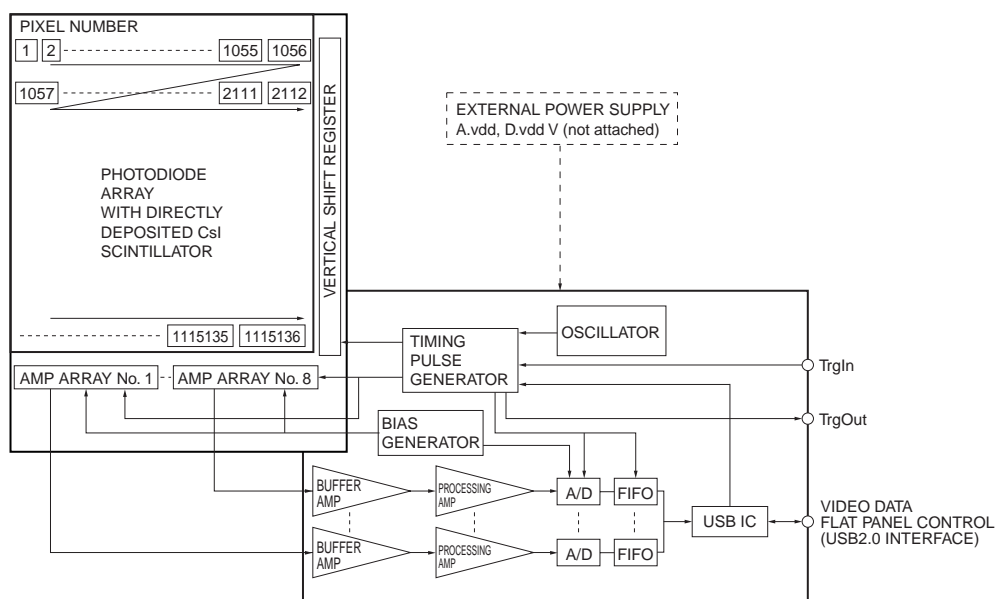 PIXEL NUMBER
1 2 1055 1056
1057 2111 2112
PHOTODIODE
ARRAY
WITH DIRECTLY
DEPOSITED CsI
SCINTILLATOR
1115135 1115136
VERTICAL SHIFT REGISTER
EXTERNAL POWER SUPPLY
A.vdd, D.vdd V (not attached)
AMP ARRAY No. 1 AMP ARRAY No. 8
TIMING
PULSE
GENERATOR
OSCILLATOR
TrgIn
TrgOut
BIAS
GENERATOR
BUFFER
AMP
PROCESSING
AMP
A/D
FIFO
BUFFER
AMP
PROCESSING
AMP
A/D
FIFO
USB IC
VIDEO DATA
FLAT PANEL CONTROL
(USB2.0 INTERFACE)